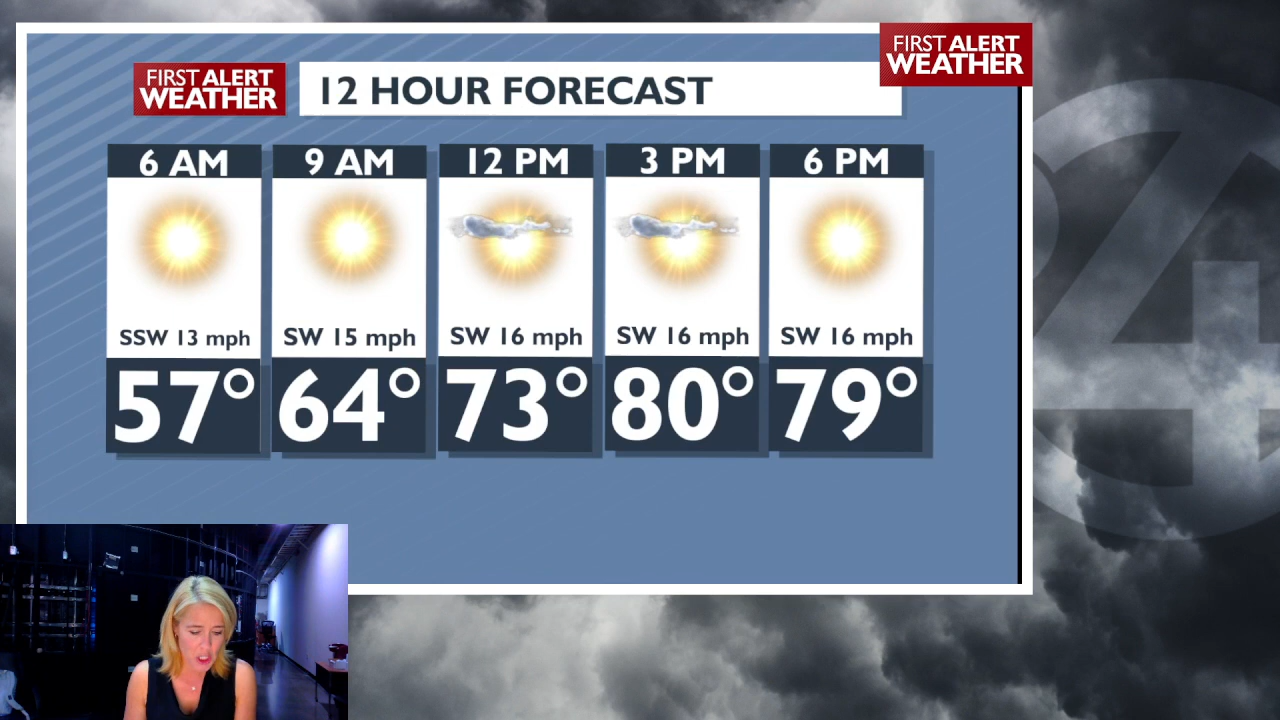 FIRST ALERT
WEATHER
FIRST ALERT
WEATHER
12 HOUR FORECAST
6 AM
9 AM
12 PM
3 PM
6 PM
SSW 13 mph
SW 15 mph
SW 16 mph
SW 16 mph
SW 16 mph
57°
64°
73°
80°
79°
4